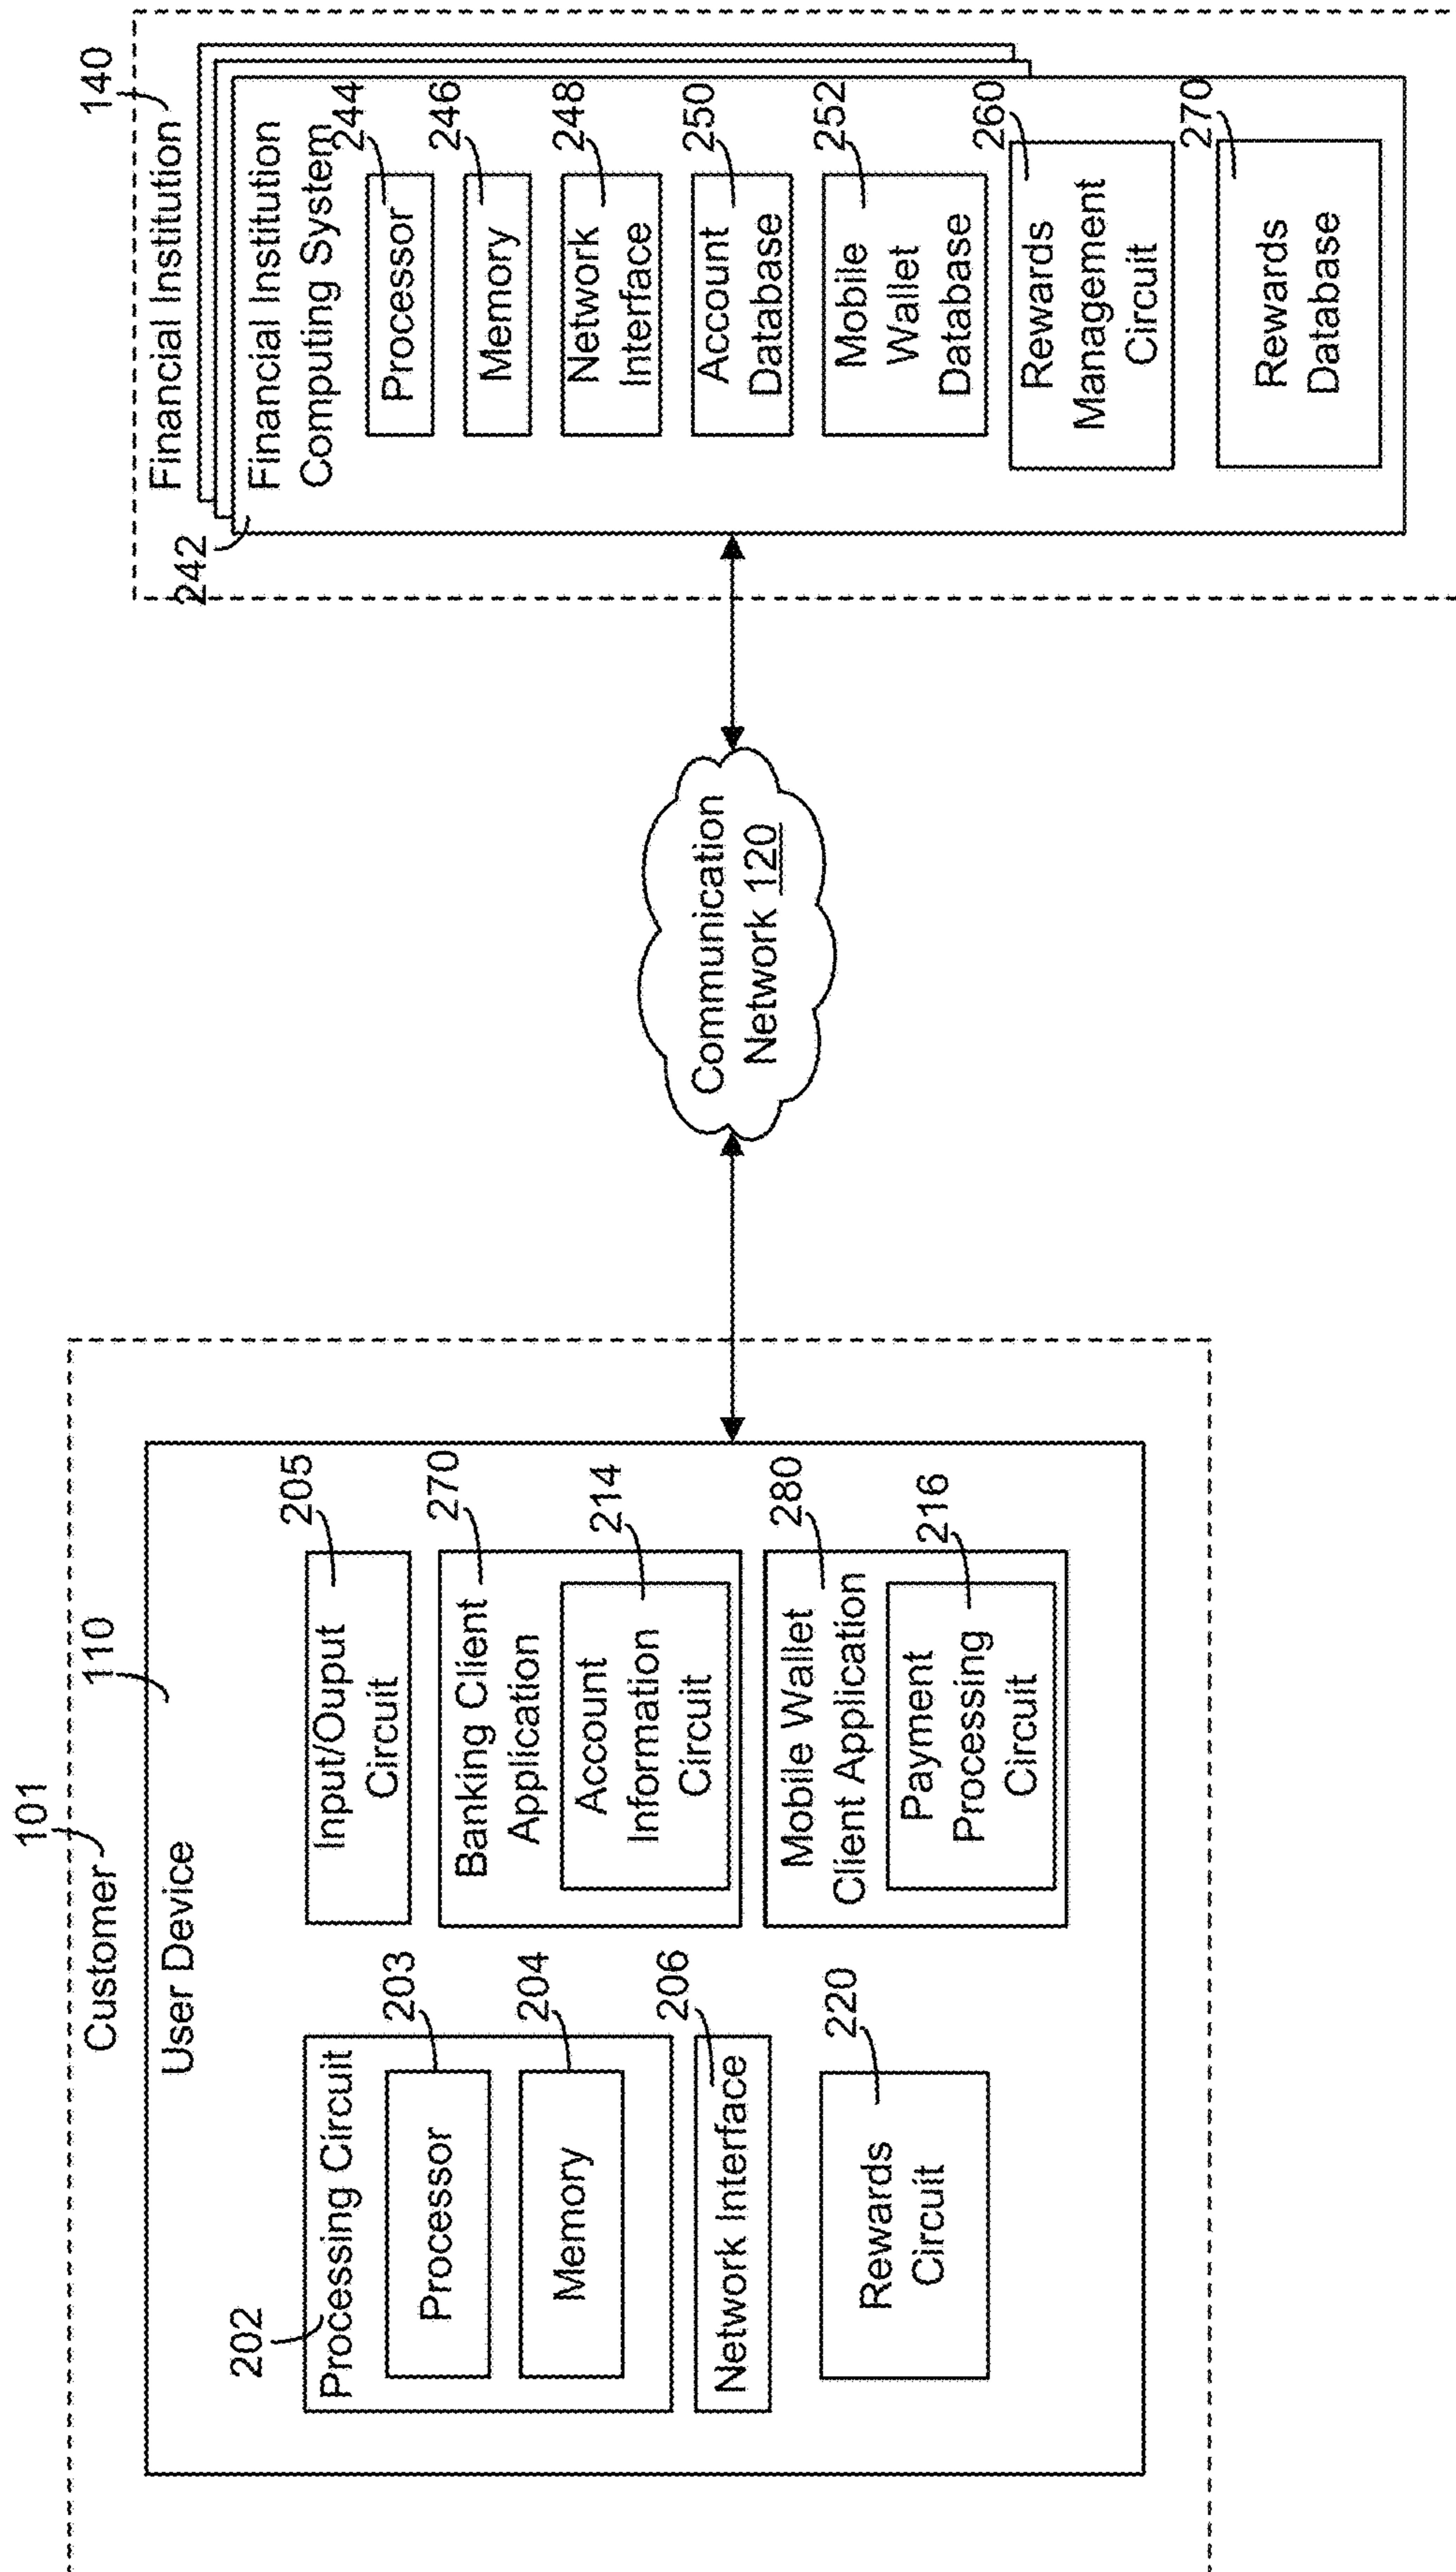 101
Customer
110
User Device
202
Processing Circuit
203
Processor
204
Memory
206
Network Interface
220
Rewards
Circuit
205
Input/Ouput
Circuit
270
Banking Client
Application
214
Account
Information
Circuit
280
Mobile Wallet
Client Application
216
Payment
Processing
Circuit
Communication
Network 120
140
Financial Institution
242
Financial Institution
Computing System
244
Processor
246
Memory
248
Network
Interface
250
Account
Database
252
Mobile
Wallet
Database
260
Rewards
Management
Circuit
270
Rewards
Database